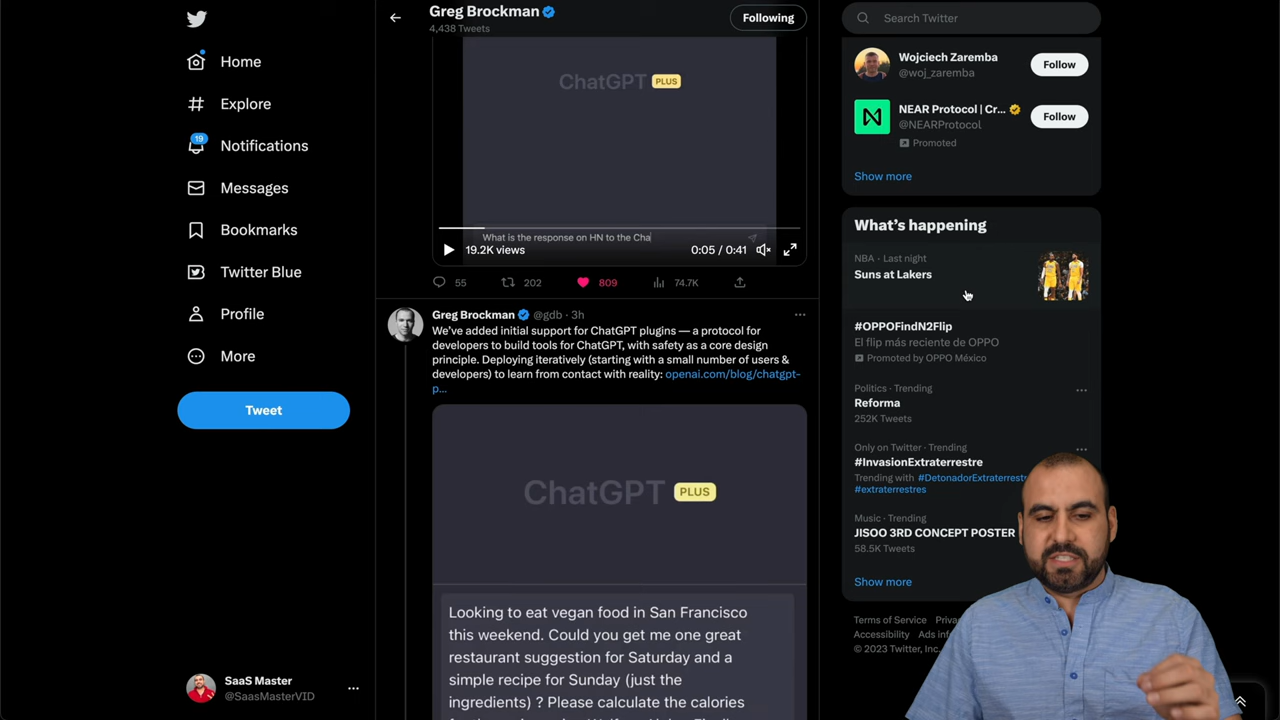 Home
Explore
19
Notifications
Messages
Bookmarks
Twitter Blue
Profile
More
Tweet
SaaS Master
@SaasMasterVID
Greg Brockman
4,438 Tweets
Following
ChatGPT PLUS
What is the response on HN to the Cha
19.2K views
0:05 / 0:41
55
202
809
74.7K
Greg Brockman @gdb · 3h
We've added initial support for ChatGPT plugins — a protocol for
developers to build tools for ChatGPT, with safety as a core design
principle. Deploying iteratively (starting with a small number of users &
developers) to learn from contact with reality: openai.com/blog/chatgpt-
p...
ChatGPT PLUS
Looking to eat vegan food in San Francisco
this weekend. Could you get me one great
restaurant suggestion for Saturday and a
simple recipe for Sunday (just the
ingredients) ? Please calculate the calories
Search Twitter
Wojciech Zaremba
@woj_zaremba
Follow
NEAR Protocol | Cr...
@NEARProtocol
Follow
Promoted
Show more
What's happening
NBA · Last night
Suns at Lakers
#OPPOFindN2Flip
El flip más reciente de OPPO
Promoted by OPPO México
Politics · Trending
Reforma
252K Tweets
Only on Twitter · Trending
#InvasionExtraterrestre
Trending with #DetonadorExtraterrest
#extraterrestres
Music · Trending
JISOO 3RD CONCEPT POSTER
58.5K Tweets
Show more
Terms of Service
Accessibility Ads
© 2023 Twitter, Inc.